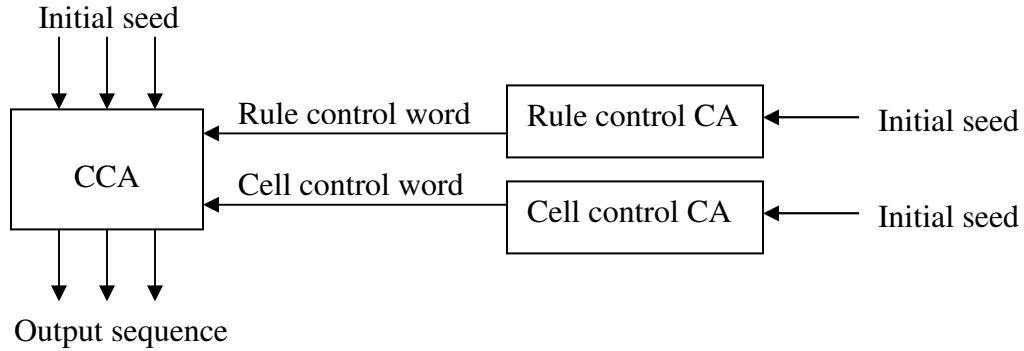 Initial seed
Rule control word
Rule control CA
Initial seed
CCA
Cell control word
Cell control CA
Initial seed
Output sequence